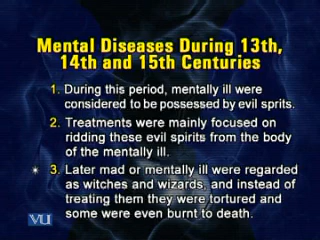 Mental Diseases During 13th,
14th and 15th Centuries
1. During this period, mentally ill were
considered to be possessed by evil sprits.
2. Treatments were mainly focused on
ridding these evil spirits from the body
of the mentally ill.
3. Later mad or mentally ill were regarded
as witches and wizards, and instead of
treating them they were tortured and
some were even burnt to death.
VU